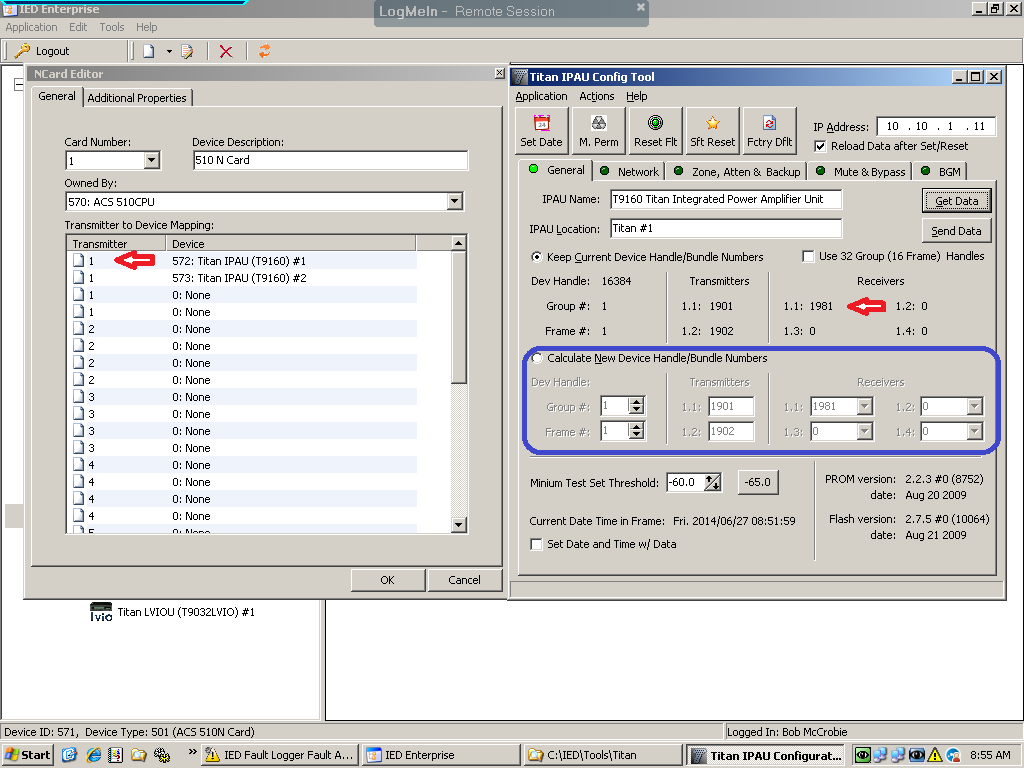 IED Enterprise
LogMeIn - Remote Session
Application Edit Tools Help
Logout
NCard Editor
General Additional Properties
Card Number: Device Description:
1 510 N Card
Owned By:
570: ACS 510CPU
Transmitter to Device Mapping:
Transmitter Device
1 572: Titan IPAU (T9160) #1
1 573: Titan IPAU (T9160) #2
1 0: None
1 0: None
2 0: None
2 0: None
2 0: None
2 0: None
3 0: None
3 0: None
3 0: None
3 0: None
4 0: None
4 0: None
4 0: None
4 0: None
5 0: None
OK Cancel
Titan IPAU Config Tool
Application Actions Help
Set Date M. Perm Reset Flt Sft Reset Fctry Dflt
IP Address: 10 . 10 . 1 . 11
Reload Data after Set/Reset
General Network Zone, Atten & Backup Mute & Bypass BGM
IPAU Name: T9160 Titan Integrated Power Amplifier Unit Get Data
IPAU Location: Titan #1 Send Data
Keep Current Device Handle/Bundle Numbers Use 32 Group (16 Frame) Handles
Dev Handle: 16384 Transmitters Receivers
Group #: 1 1.1: 1901 1.1: 1981 1.2: 0
Frame #: 1 1.2: 1902 1.3: 0 1.4: 0
Calculate New Device Handle/Bundle Numbers
Dev Handle: Transmitters Receivers
Group #: 1 1.1: 1901 1.1: 1981 1.2: 0
Frame #: 1 1.2: 1902 1.3: 0 1.4: 0
Minium Test Set Threshold: -60.0 -65.0
PROM version: 2.2.3 #0 (8752)
date: Aug 20 2009
Current Date Time in Frame: Fri. 2014/06/27 08:51:59
Flash version: 2.7.5 #0 (10064)
date: Aug 21 2009
Set Date and Time w/ Data
lvio Titan LVIOU (T9032LVIO) #1
Device ID: 571, Device Type: 501 (ACS 510N Card) Logged In: Bob McCrobie
Start IED Fault Logger Fault A... IED Enterprise C:\IED\Tools\Titan Titan IPAU Configurat... 8:55 AM